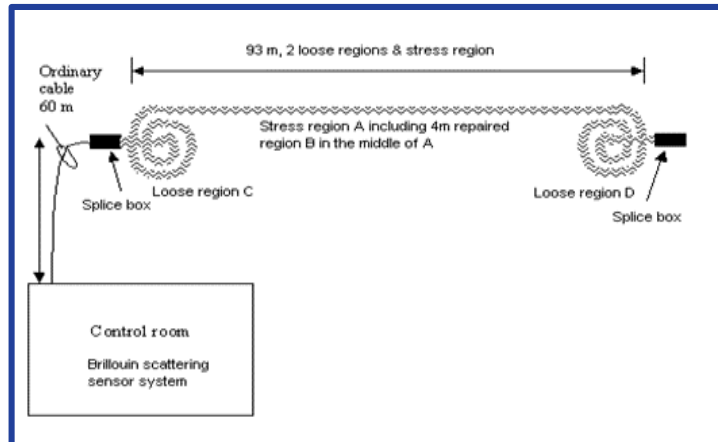 93 m, 2 loose regions & stress region
Ordinary
cable
60 m
Stress region A including 4m repaired
region B in the middle of A
Loose region C
Loose region D
Splice box
Splice box
Control room
Brillouin scattering
sensor system